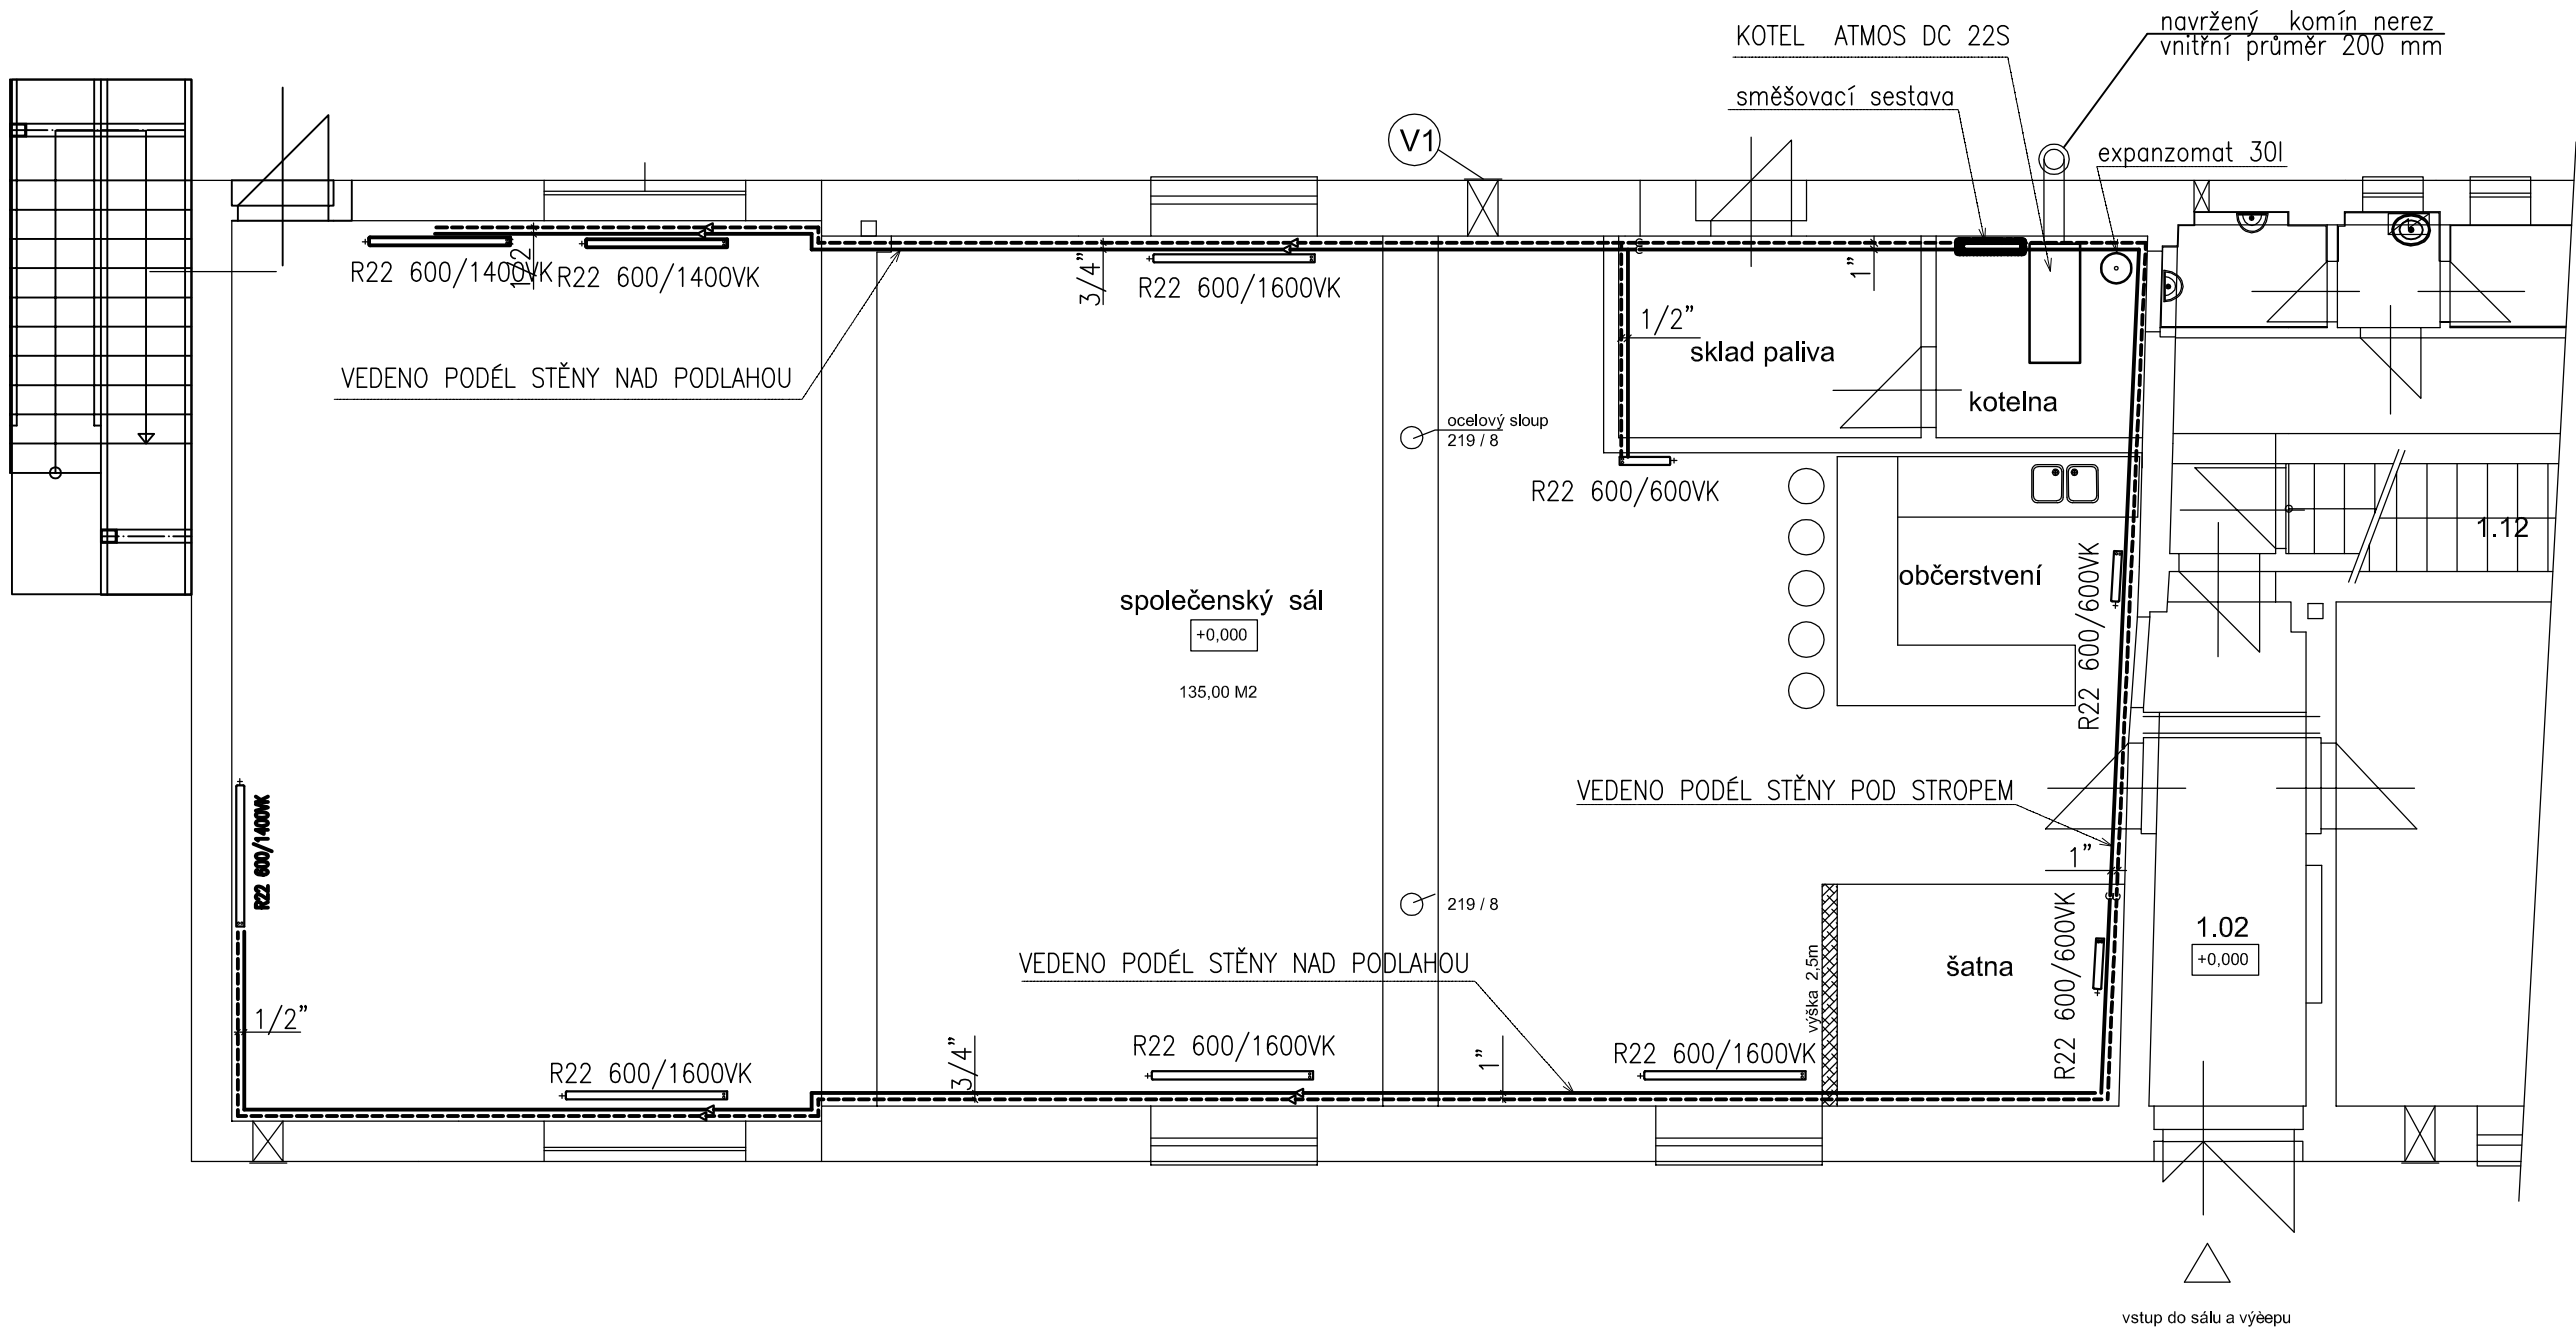 KOTEL ATMOS DC 22S
navržený komín nerez
vnitřní průměr 200 mm
směšovací sestava
V1
expanzomat 30l
R22 600/1400VK
1/2
R22 600/1400VK
3/4"
R22 600/1600VK
1"
1/2"
sklad paliva
VEDENO PODÉL STĚNY NAD PODLAHOU
kotelna
ocelový sloup
219 / 8
R22 600/600VK
1.12
občerstvení
R22 600/600VK
společenský sál
+0,000
135,00 M2
VEDENO PODÉL STĚNY POD STROPEM
R22 600/1400VK
1"
219 / 8
R22 600/600VK
1.02
+0,000
VEDENO PODÉL STĚNY NAD PODLAHOU
výška 2,5m
šatna
1/2"
R22 600/1600VK
3/4"
R22 600/1600VK
1"
R22 600/1600VK
vstup do sálu a výèepu